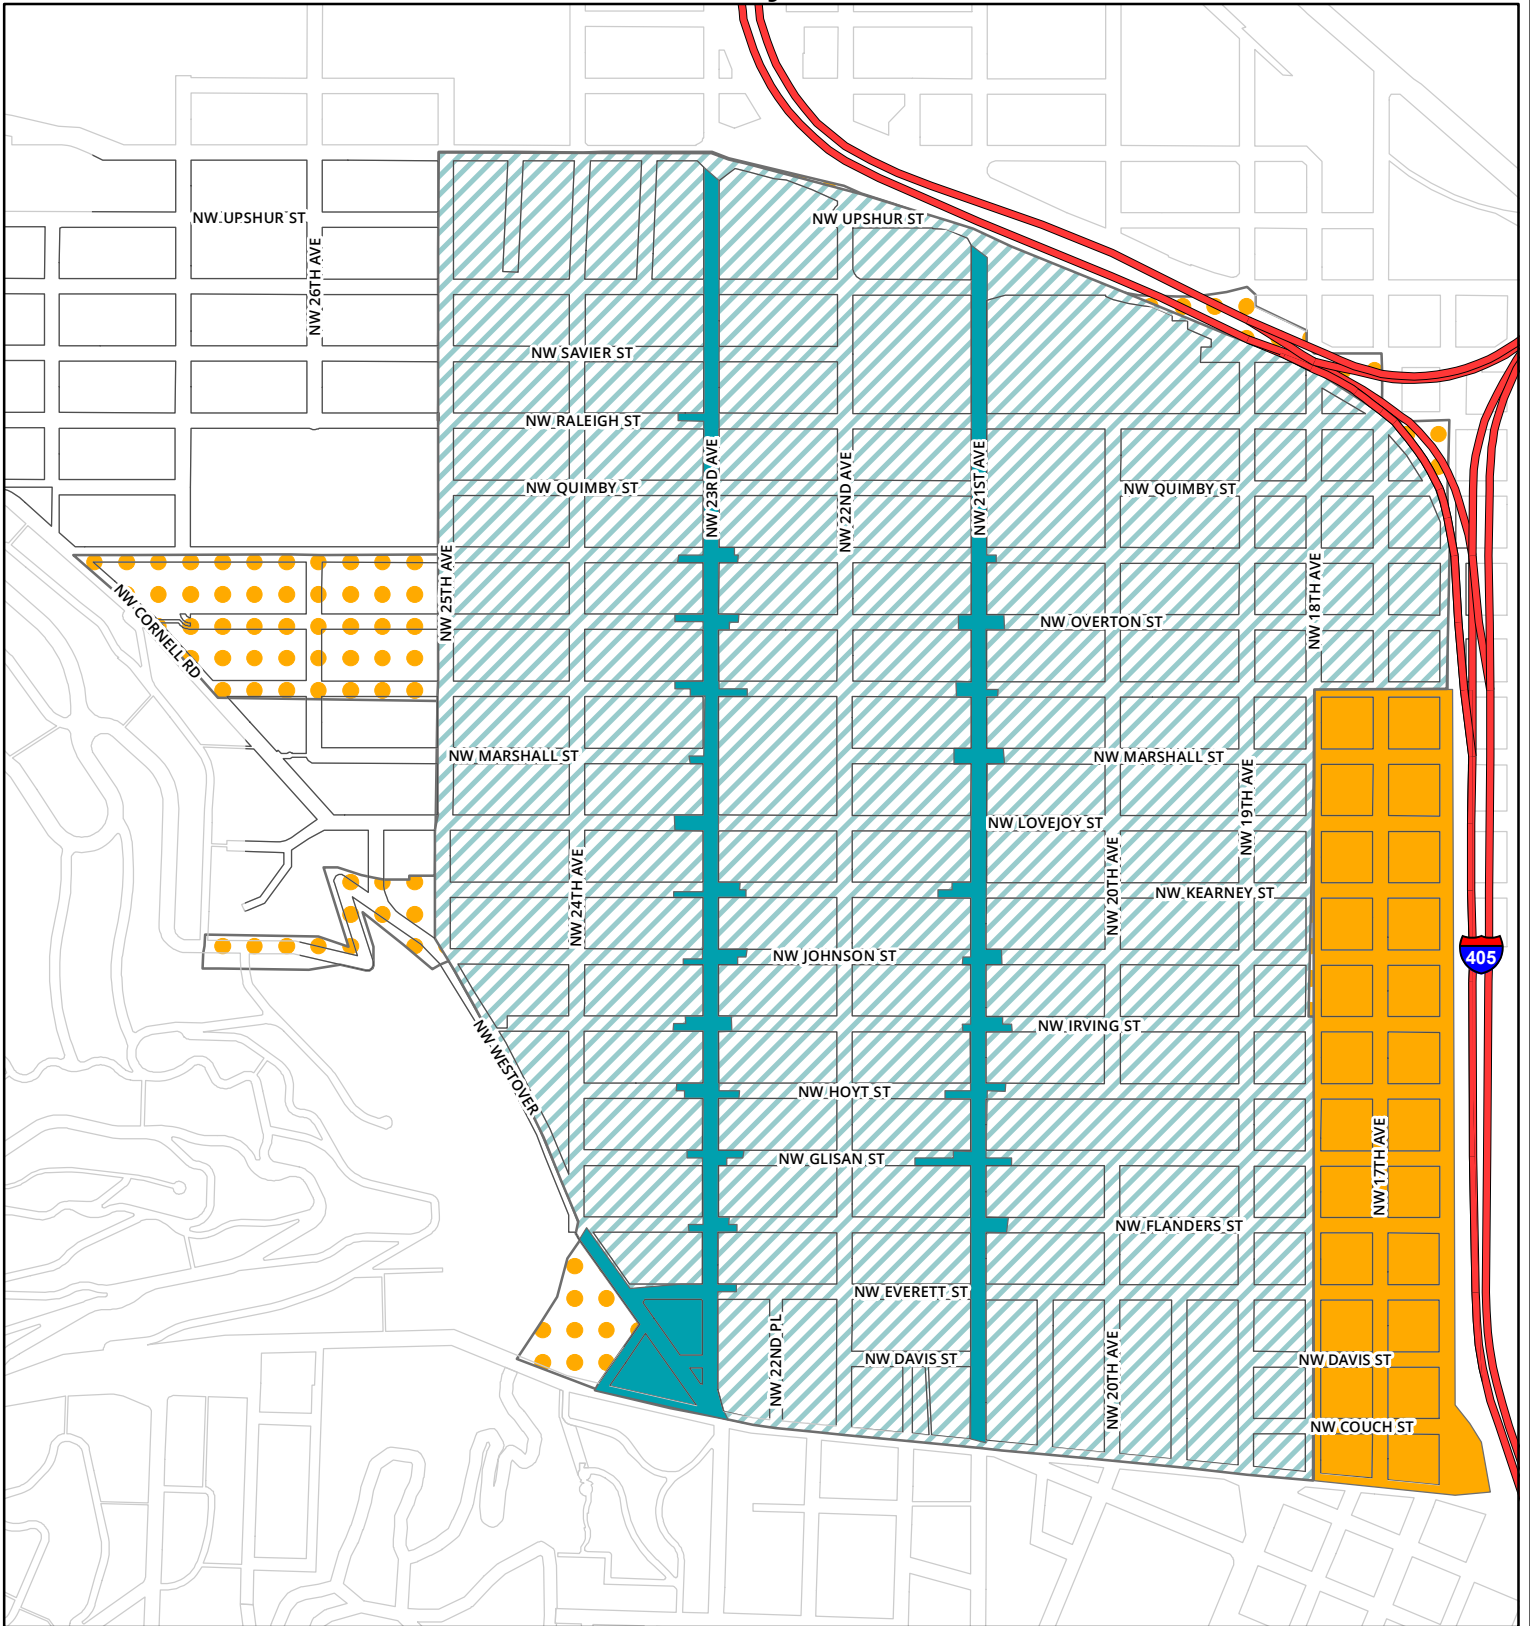 NW UPSHUR ST
NW UPSHUR ST
NW 26TH AVE
NW SAVIER ST
NW RALEIGH ST
NW 23RD AVE
NW 22ND AVE
NW 21ST AVE
NW QUIMBY ST
NW QUIMBY ST
NW 25TH AVE
NW 18TH AVE
NW CORNELL RD
NW OVERTON ST
NW MARSHALL ST
NW MARSHALL ST
NW 19TH AVE
NW LOVEJOY ST
NW 24TH AVE
NW 20TH AVE
NW KEARNEY ST
NW JOHNSON ST
405
NW IRVING ST
NW WESTOVER
NW HOYT ST
NW GLISAN ST
NW 17TH AVE
NW FLANDERS ST
NW EVERETT ST
NW 22ND PL
NW DAVIS ST
NW 20TH AVE
NW DAVIS ST
NW COUCH ST